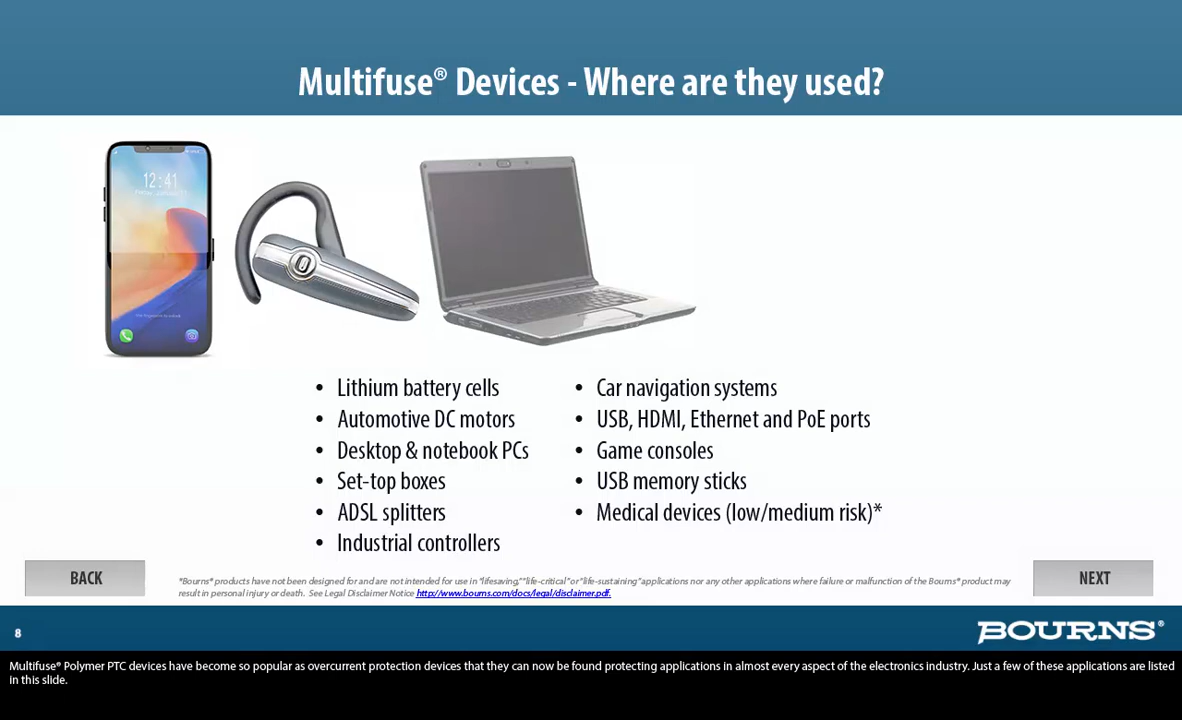 Multifuse® Devices - Where are they used?
12:41
• Lithium battery cells
• Automotive DC motors
• Desktop & notebook PCs
• Set-top boxes
• ADSL splitters
• Industrial controllers
• Car navigation systems
• USB, HDMI, Ethernet and PoE ports
• Game consoles
• USB memory sticks
• Medical devices (low/medium risk)*
BACK
*Bourns® products have not been designed for and are not intended for use in “lifesaving,” “life-critical” or “life-sustaining” applications nor any other applications where failure or malfunction of the Bourns® product may
result in personal injury or death. See Legal Disclaimer Notice http://www.bourns.com/docs/legal/disclaimer.pdf.
NEXT
8
BOURNS®
Multifuse® Polymer PTC devices have become so popular as overcurrent protection devices that they can now be found protecting applications in almost every aspect of the electronics industry. Just a few of these applications are listed
in this slide.